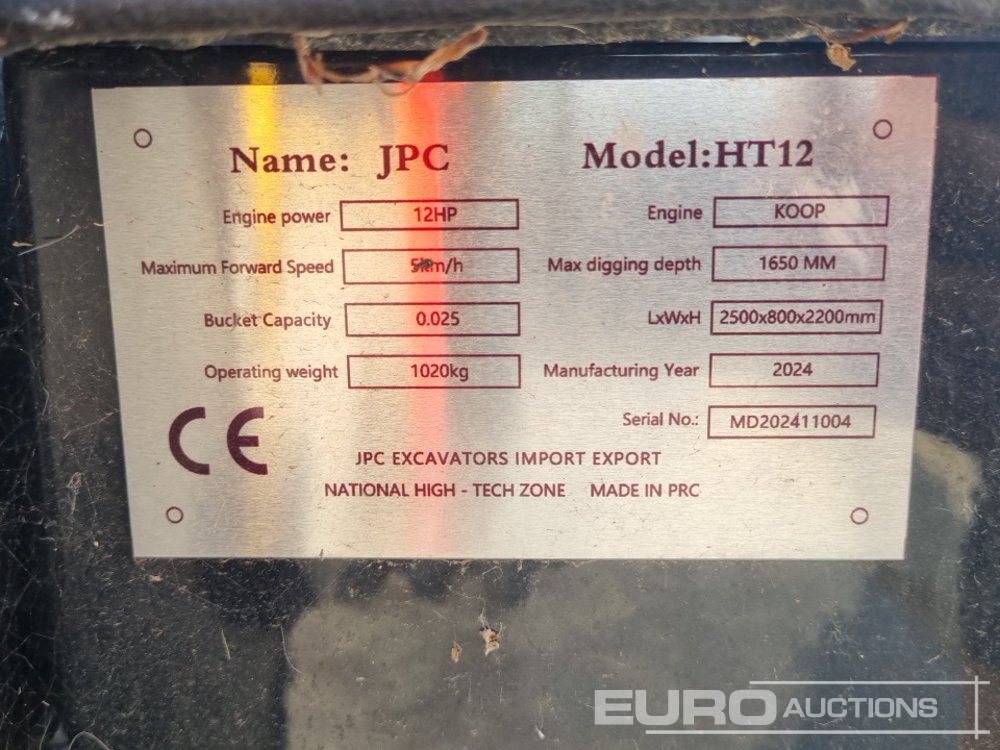 Name: JPC Model:HT12
Engine power 12HP Engine KOOP
Maximum Forward Speed 5km/h Max digging depth 1650 MM
Bucket Capacity 0.025 LxWxH 2500x800x2200mm
Operating weight 1020kg Manufacturing Year 2024
Serial No.: MD202411004
CE
JPC EXCAVATORS IMPORT EXPORT
NATIONAL HIGH - TECH ZONE MADE IN PRC
EURO AUCTIONS